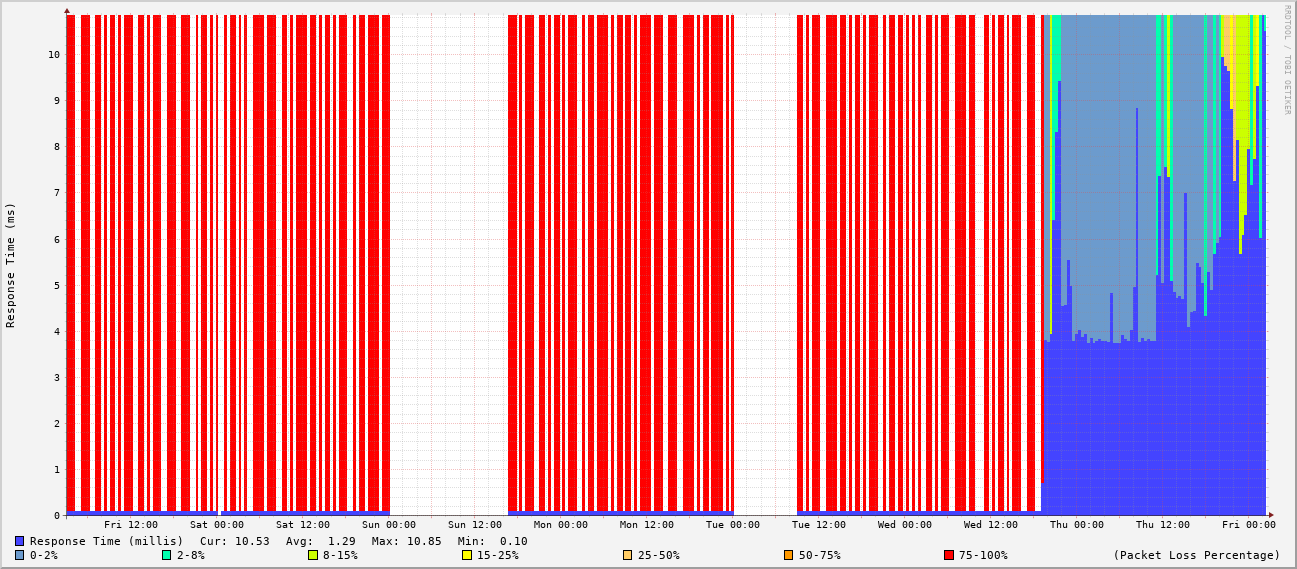 RRDTOOL / TOBI OETIKER
Response Time (ms)
10
9
8
7
6
5
4
3
2
1
0
Fri 12:00 Sat 00:00 Sat 12:00 Sun 00:00 Sun 12:00 Mon 00:00 Mon 12:00 Tue 00:00 Tue 12:00 Wed 00:00 Wed 12:00 Thu 00:00 Thu 12:00 Fri 00:00
Response Time (millis) Cur: 10.53 Avg: 1.29 Max: 10.85 Min: 0.10
0-2% 2-8% 8-15% 15-25% 25-50% 50-75% 75-100% (Packet Loss Percentage)